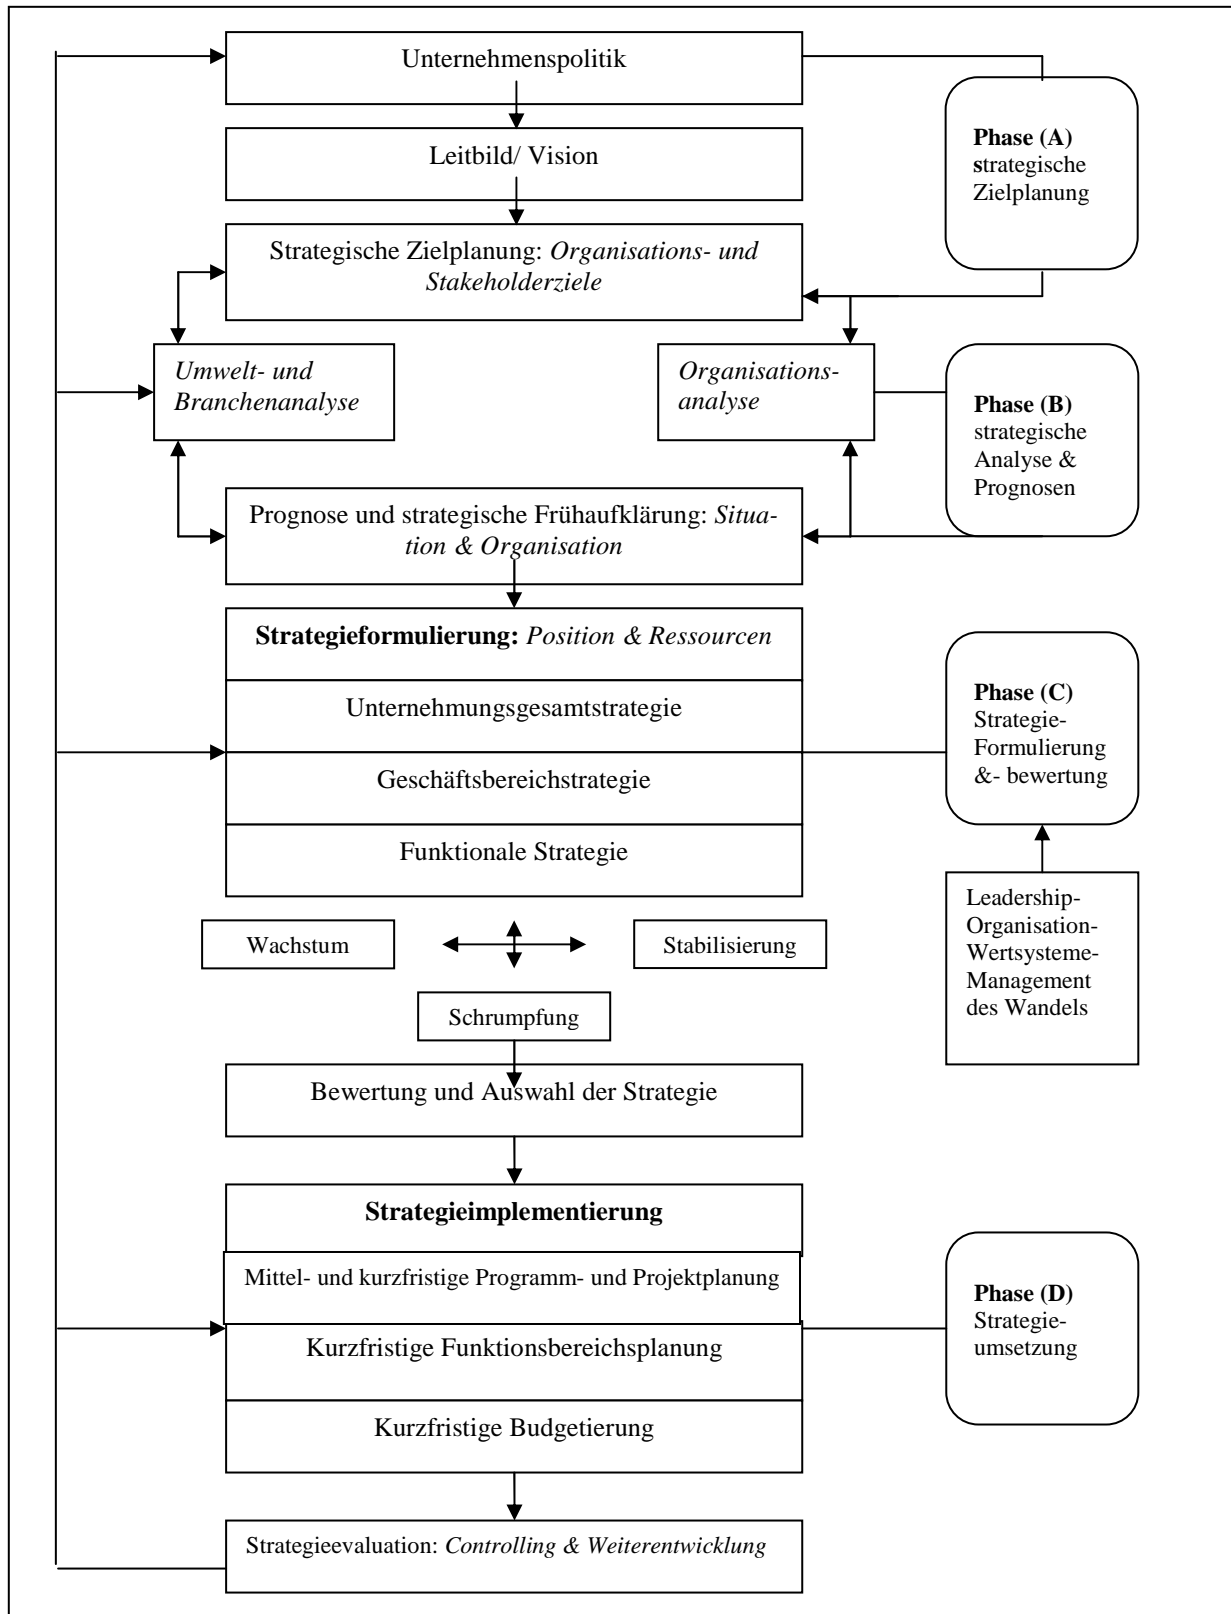 Unternehmenspolitik
Leitbild/ Vision
Phase (A)
strategische
Zielplanung
Strategische Zielplanung: Organisations- und
Stakeholderziele
Umwelt- und
Branchenanalyse
Organisations-
analyse
Phase (B)
strategische
Analyse &
Prognosen
Prognose und strategische Frühaufklärung: Situa-
tion & Organisation
Strategieformulierung: Position & Ressourcen
Unternehmungsgesamtstrategie
Geschäftsbereichstrategie
Funktionale Strategie
Phase (C)
Strategie-
Formulierung
&- bewertung
Leadership-
Organisation-
Wertsysteme-
Management
des Wandels
Wachstum
Stabilisierung
Schrumpfung
Bewertung und Auswahl der Strategie
Strategieimplementierung
Mittel- und kurzfristige Programm- und Projektplanung
Kurzfristige Funktionsbereichsplanung
Kurzfristige Budgetierung
Phase (D)
Strategie-
umsetzung
Strategieevaluation: Controlling & Weiterentwicklung